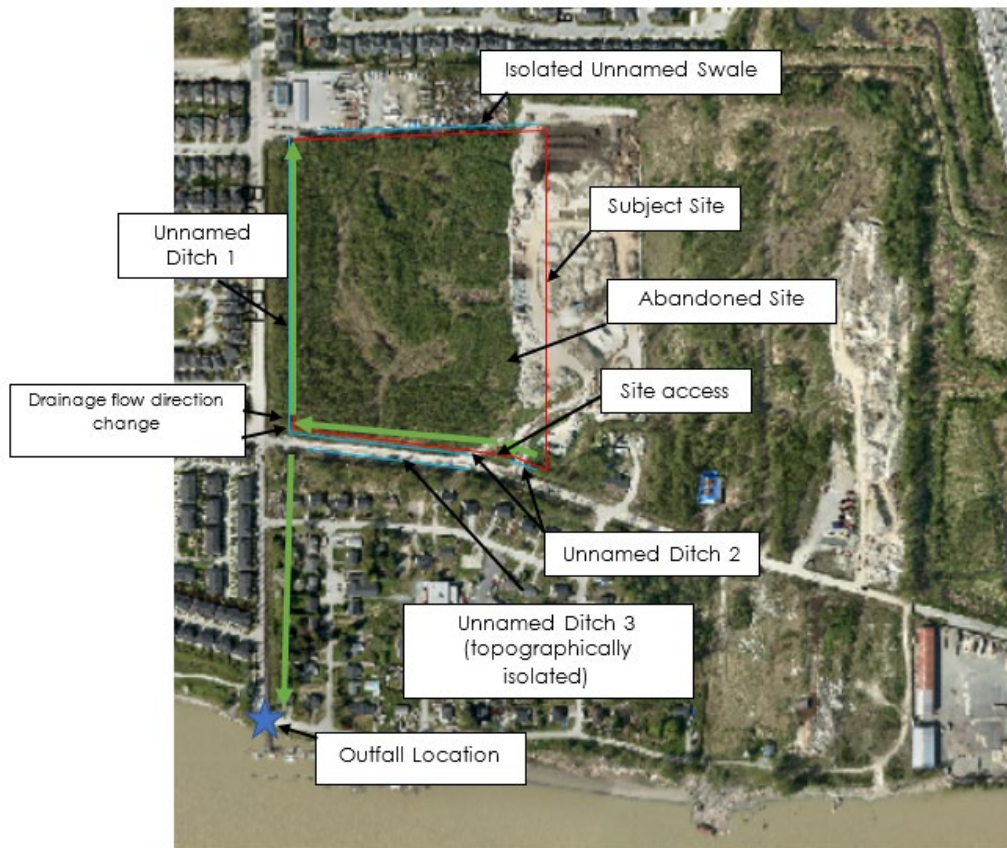 Isolated Unnamed Swale
Subject Site
Unnamed
Ditch 1
Abandoned Site
Drainage flow direction
change
Site access
Unnamed Ditch 2
Unnamed Ditch 3
(topographically
isolated)
Outfall Location